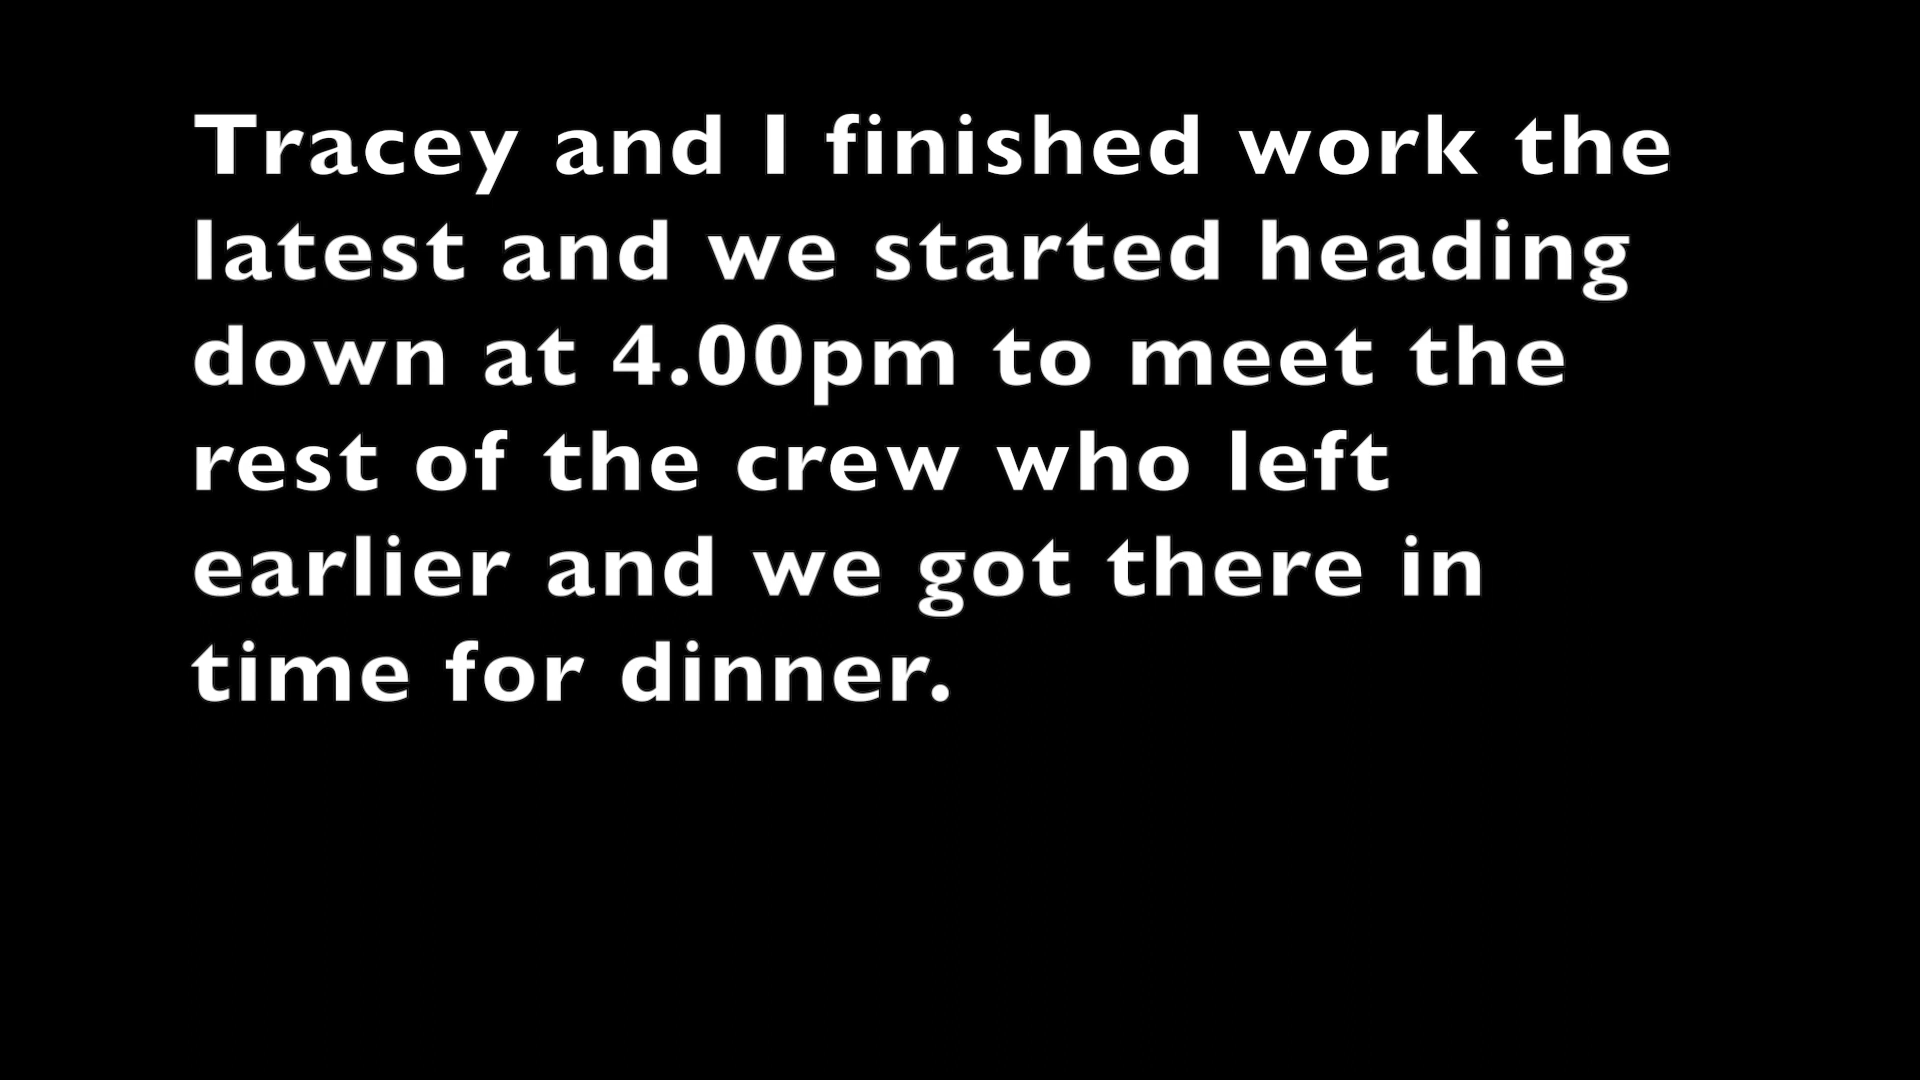 Tracey and I finished work the
latest and we started heading
down at 4.00pm to meet the
rest of the crew who left
earlier and we got there in
time for dinner.